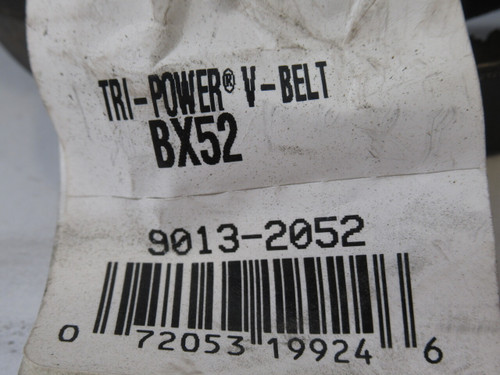 TRI-POWER® V-BELT
BX52
9013-2052
0 72053 19924 6